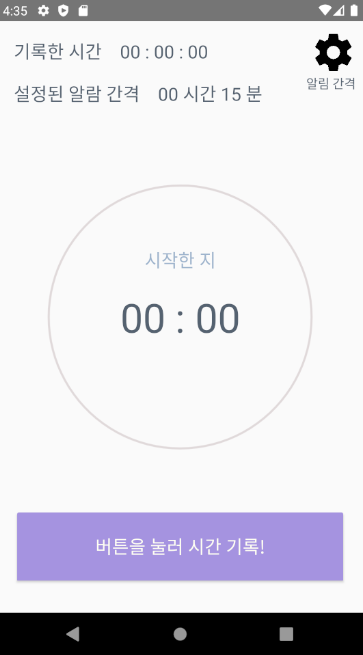 4:35
기록한 시간 00 : 00 : 00
설정된 알람 간격 00 시간 15 분
알림 간격
시작한 지
00 : 00
버튼을 눌러 시간 기록!